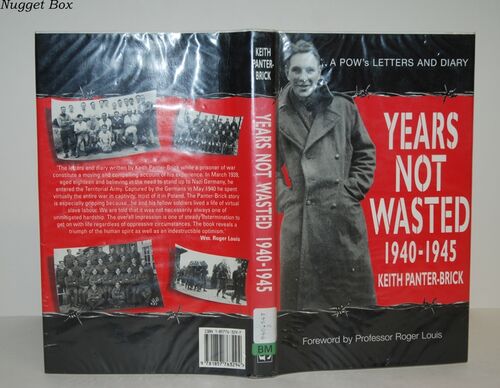 Nugget Box
"The letters and diary written by Keith Panter-Brick while a prisoner of war
constitute a moving and compelling account of his experience. In March 1939,
aged eighteen and believing in the need to stand up to Nazi Germany, he
entered the Territorial Army. Captured by the Germans in May 1940 he spent
virtually the entire war in captivity, most of it in Poland. The Panter-Brick story
is especially gripping because he and his fellow soldiers lived a life of virtual
slave labour. We are told that it was not necessarily always one of
unmitigated hardship. The overall impression is one of steady determination to
get on with life regardless of oppressive circumstances. The book reveals a
triumph of the human spirit as well as an indestructible optimism."
Wm. Roger Louis
KEITH
PANTER-
BRICK
YEARS NOT WASTED 1940-1945
BM
A POW's LETTERS AND DIARY
YEARS
NOT
WASTED
1940-1945
KEITH PANTER-BRICK
Foreword by Professor Roger Louis